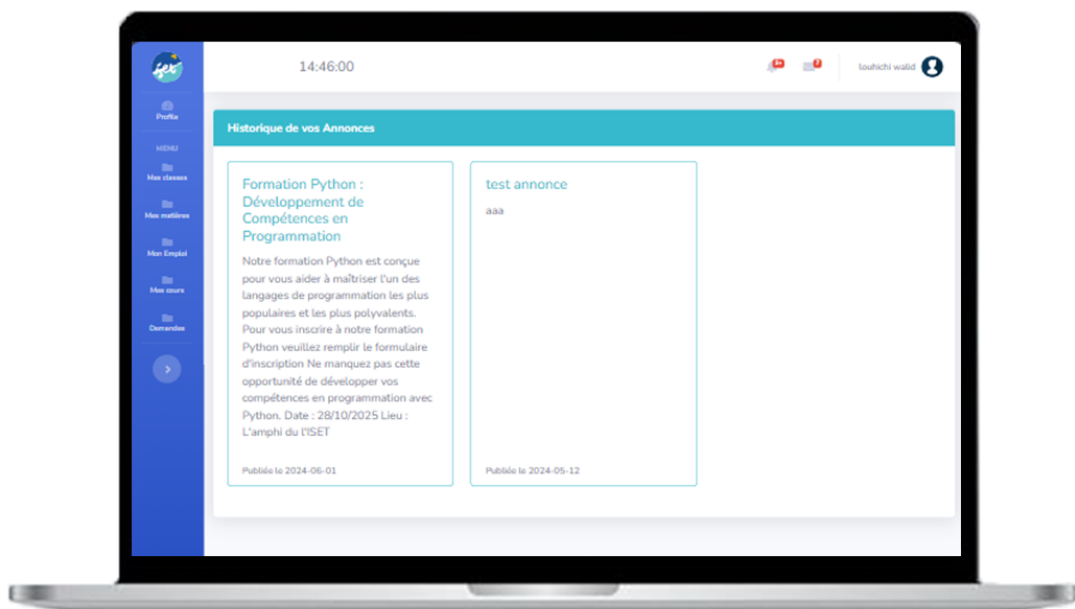 iset
14:46:00
3+
7
louhichi walid
Profile
MENU
Mes classes
Mes matières
Mon Emploi
Mes cours
Demandes
Historique de vos Annonces
Formation Python :
Développement de
Compétences en
Programmation
Notre formation Python est conçue
pour vous aider à maîtriser l'un des
langages de programmation les plus
populaires et les plus polyvalents.
Pour vous inscrire à notre formation
Python veuillez remplir le formulaire
d'inscription Ne manquez pas cette
opportunité de développer vos
compétences en programmation avec
Python. Date : 28/10/2025 Lieu :
L'amphi du l'ISET
Publiée le 2024-06-01
test annonce
aaa
Publiée le 2024-05-12